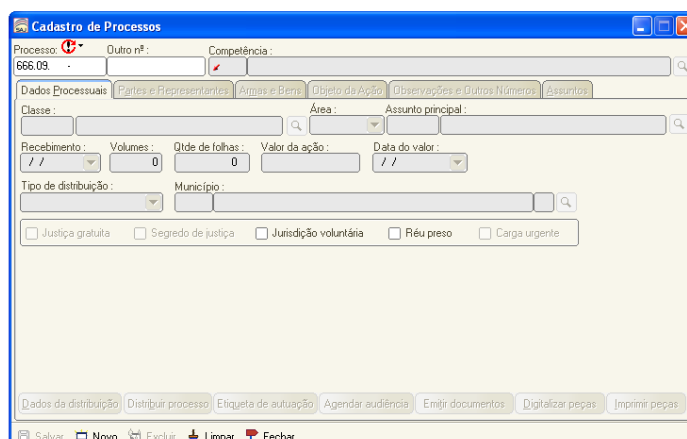 Cadastro de Processos
Processo: Outro nº : Competência :
666.09. -
Dados Processuais Partes e Representantes Armas e Bens Objeto da Ação Observações e Outros Números Assuntos
Classe : Área : Assunto principal :
Recebimento : Volumes : Qtde de folhas : Valor da ação : Data do valor :
/ / 0 0 / /
Tipo de distribuição : Município :
Justiça gratuita Segredo de justiça Jurisdição voluntária Réu preso Carga urgente
Dados da distribuição Distribuir processo Etiqueta de autuação Agendar audiência Emitir documentos Digitalizar peças Imprimir peças
Salvar Novo Excluir Limpar Fechar